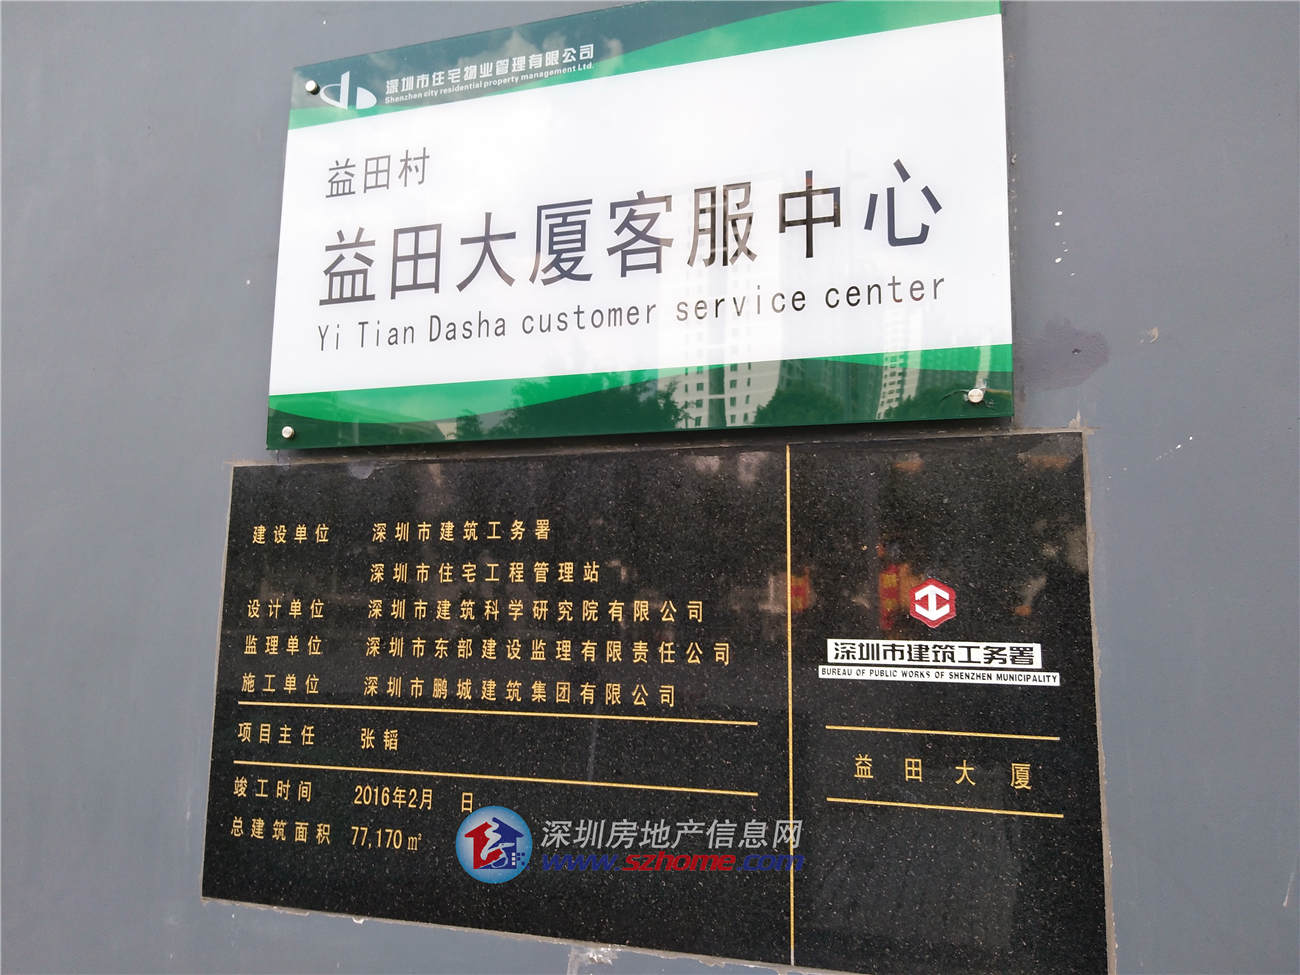 深圳市住宅物业管理有限公司
Shenzhen city residential property management Ltd.
益田村
益田大厦客服中心
Yi Tian Dasha customer service center
建设单位 深圳市建筑工务署
深圳市住宅工程管理站
设计单位 深圳市建筑科学研究院有限公司
监理单位 深圳市东部建设监理有限责任公司
施工单位 深圳市鹏城建筑集团有限公司
项目主任 张韬
竣工时间 2016年2月 日
总建筑面积 77,170㎡
深圳市建筑工务署
BUREAU OF PUBLIC WORKS OF SHENZHEN MUNICIPALITY
益田大厦
深圳房地产信息网
www.szhome.com